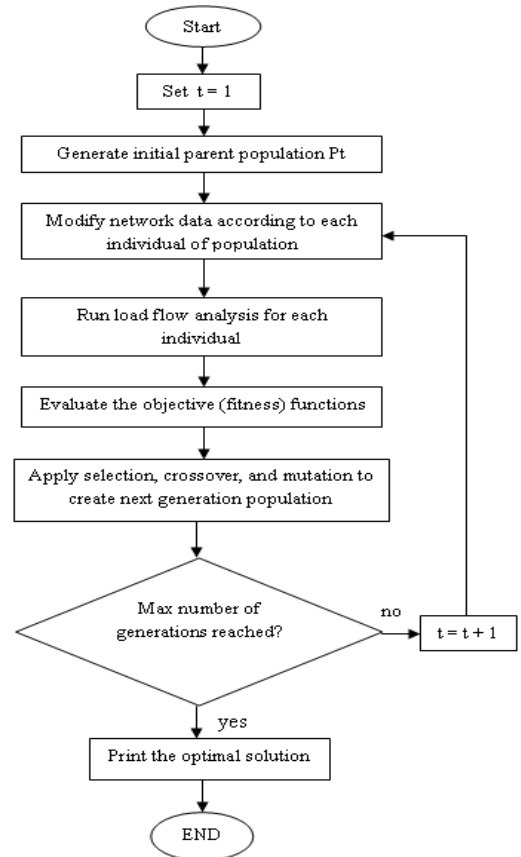 Start
Set t = 1
Generate initial parent population Pt
Modify network data according to each
individual of population
Run load flow analysis for each
individual
Evaluate the objective (fitness) functions
Apply selection, crossover, and mutation to
create next generation population
Max number of
generations reached?
no
t = t + 1
yes
Print the optimal solution
END